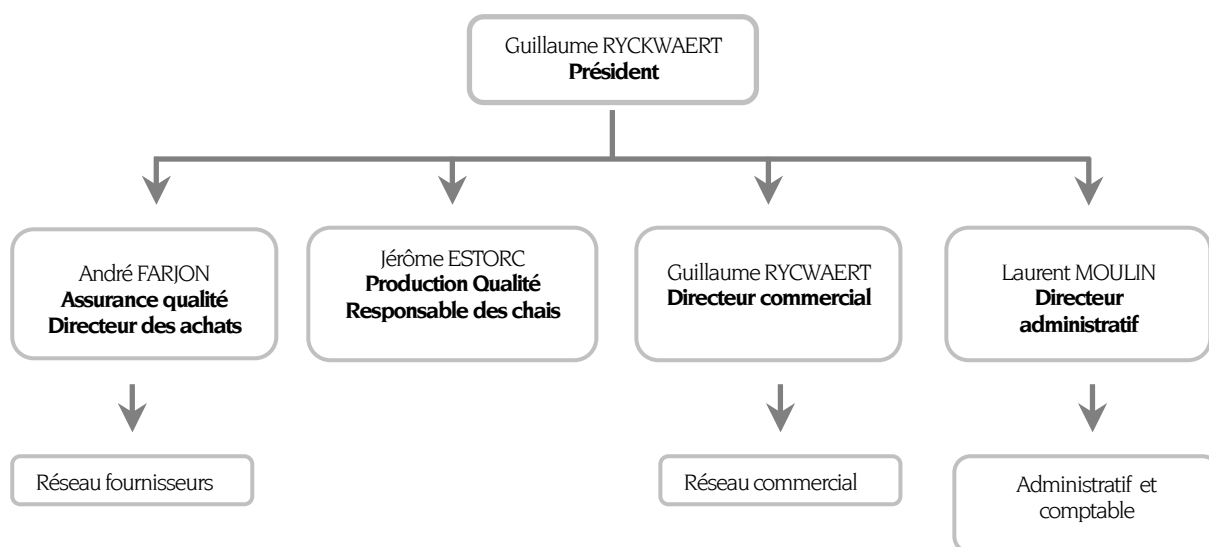 Guillaume RYCKWAERT
Président
André FARJON
Assurance qualité
Directeur des achats
Jérôme ESTORC
Production Qualité
Responsable des chais
Guillaume RYCWAERT
Directeur commercial
Laurent MOULIN
Directeur
administratif
Réseau fournisseurs
Réseau commercial
Administratif et
comptable